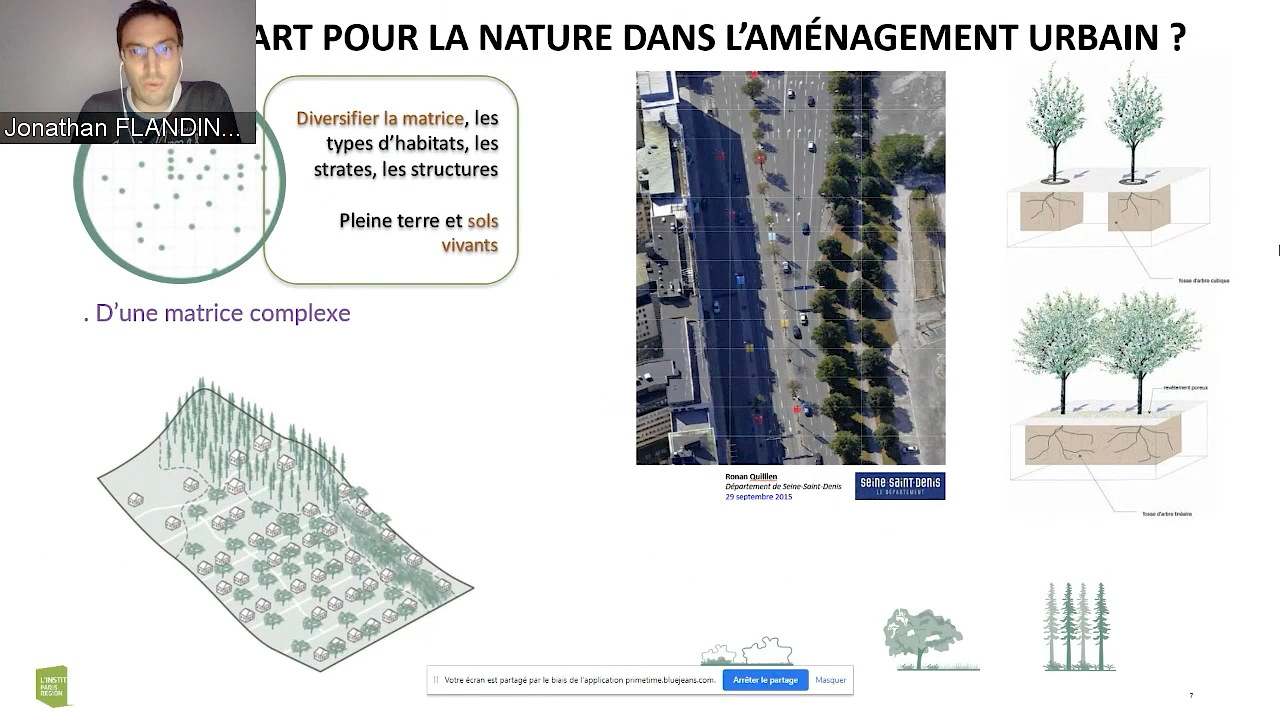 ART POUR LA NATURE DANS L'AMÉNAGEMENT URBAIN ?
Jonathan FLANDIN...
Diversifier la matrice, les
types d'habitats, les
strates, les structures
Pleine terre et sols
vivants
. D'une matrice complexe
fosse d'arbre cubique
revêtement poreux
fosse d'arbre linéaire
Ronan Quillien
Département de Seine-Saint-Denis
29 septembre 2015
seine-saint-denis
LE DÉPARTEMENT
L'INSTIT
PARIS
REGION
Votre écran est partagé par le biais de l'application primetime.bluejeans.com.
Arrêter le partage
Masquer
7